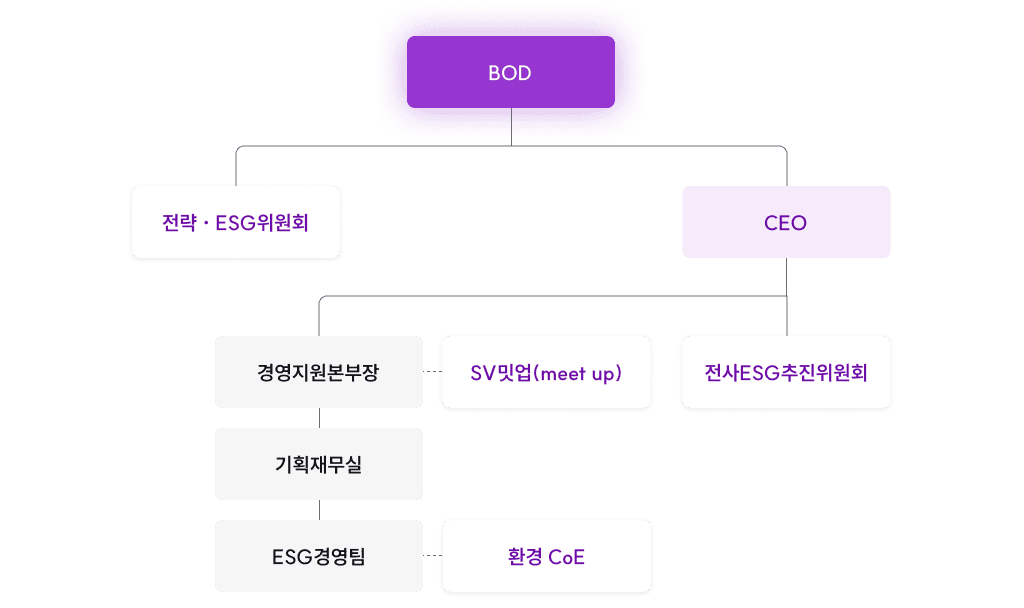 BOD
전략・ESG위원회
CEO
경영지원본부장
SV밋업(meet up)
전사ESG추진위원회
기획재무실
ESG경영팀
환경 CoE